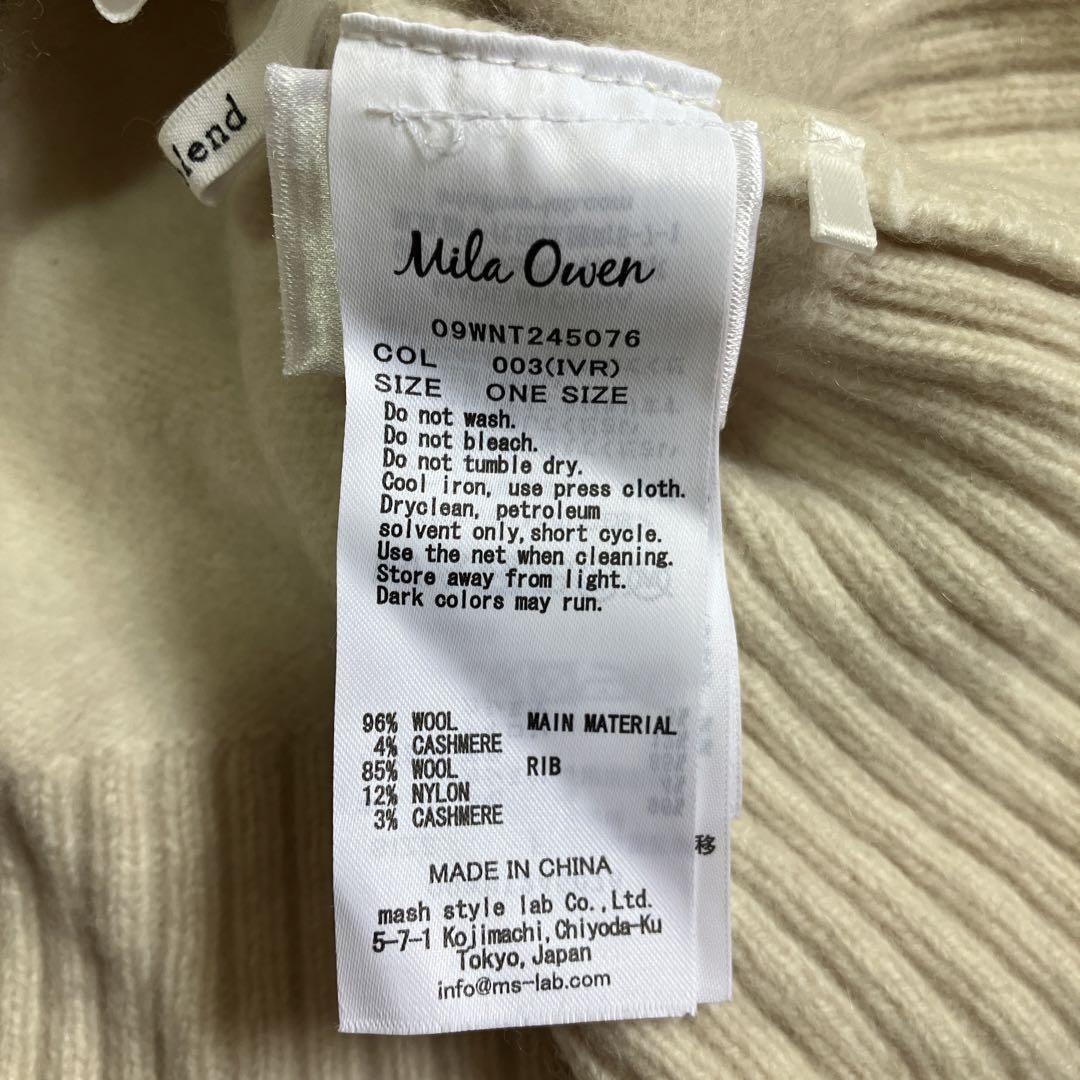 lend
Mila Owen
09WNT245076
COL 003(IVR)
SIZE ONE SIZE
Do not wash.
Do not bleach.
Do not tumble dry.
Cool iron, use press cloth.
Dryclean, petroleum
solvent only,short cycle.
Use the net when cleaning.
Store away from light.
Dark colors may run.
96% WOOL MAIN MATERIAL
4% CASHMERE
85% WOOL RIB
12% NYLON
3% CASHMERE
移
MADE IN CHINA
mash style lab Co.,Ltd.
5-7-1 Kojimachi,Chiyoda-Ku
Tokyo,Japan
info@ms-lab.com